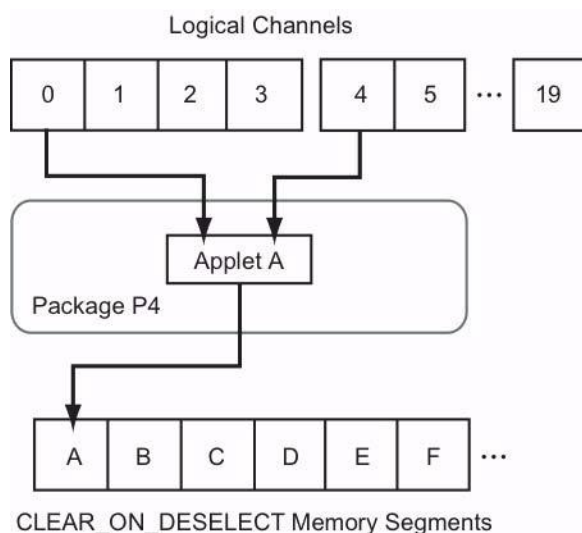 Logical Channels
0 1 2 3 4 5 ••• 19
Applet A
Package P4
A B C D E F •••
CLEAR_ON_DESELECT Memory Segments